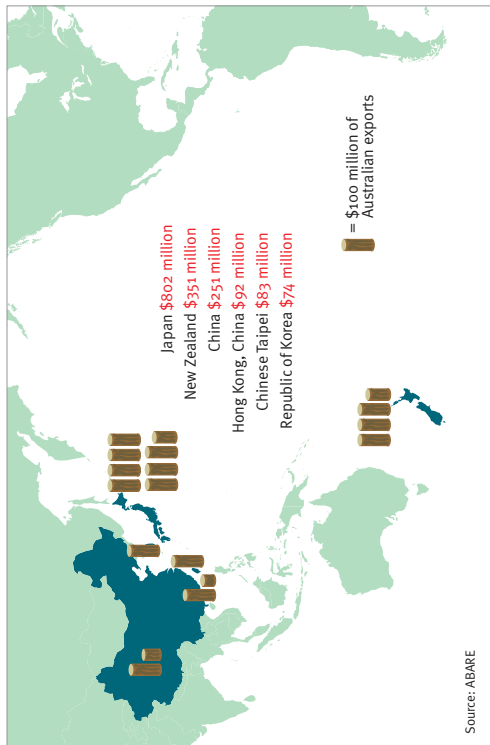 Japan $802 million
New Zealand $351 million
China $251 million
Hong Kong, China $92 million
Chinese Taipei $83 million
Republic of Korea $74 million
= $100 million of
Australian exports
Source: ABARE